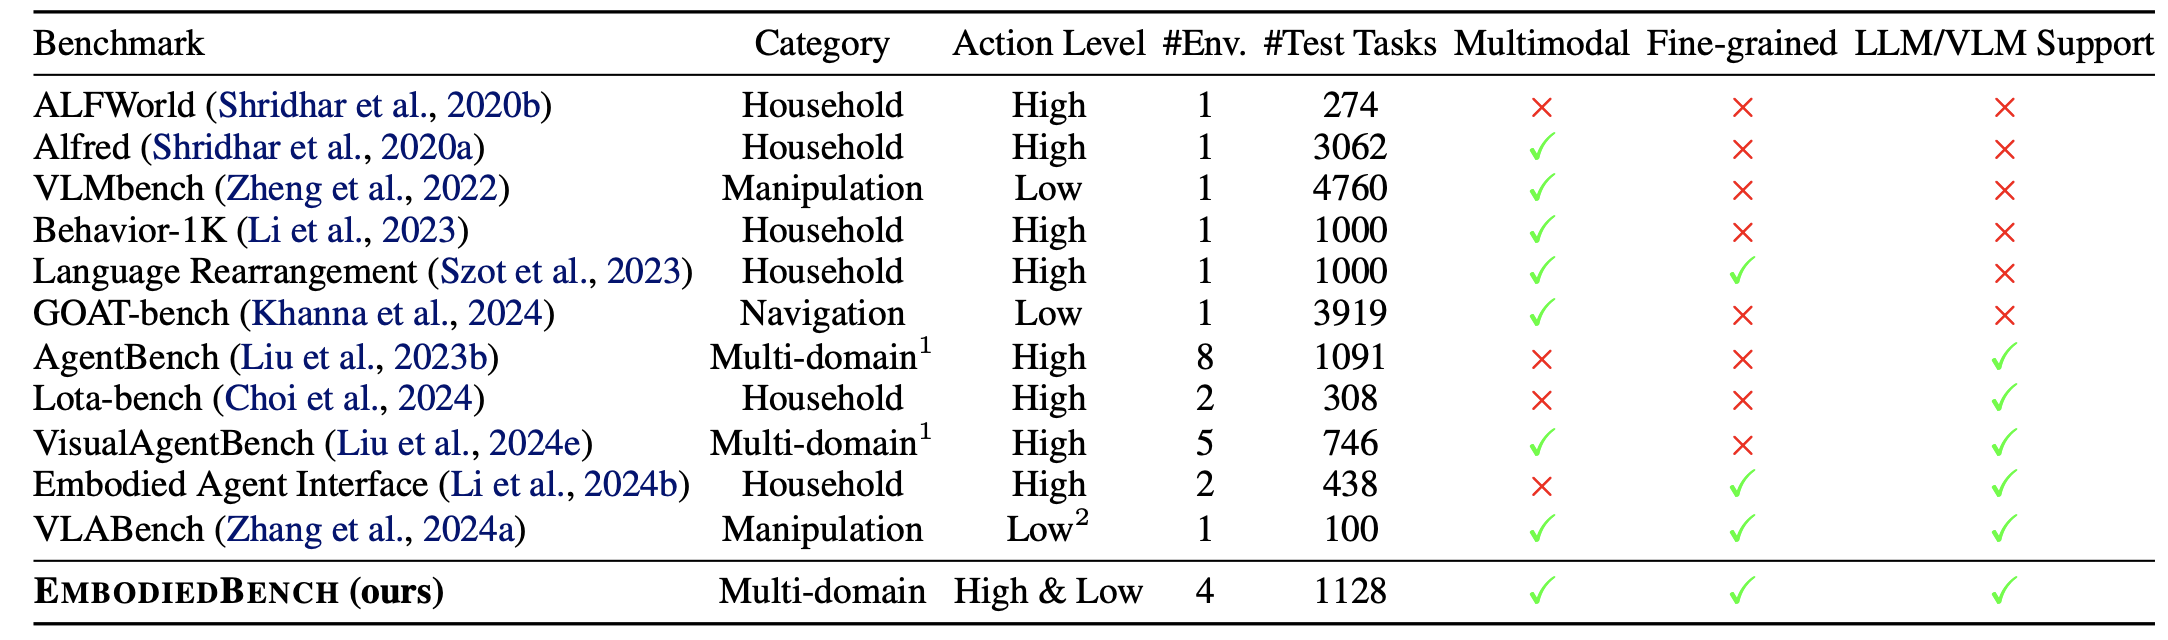 Benchmark Category Action Level #Env. #Test Tasks Multimodal Fine-grained LLM/VLM Support
ALFWorld (Shridhar et al., 2020b) Household High 1 274 × × ×
Alfred (Shridhar et al., 2020a) Household High 1 3062 ✓ × ×
VLMbench (Zheng et al., 2022) Manipulation Low 1 4760 ✓ × ×
Behavior-1K (Li et al., 2023) Household High 1 1000 ✓ × ×
Language Rearrangement (Szot et al., 2023) Household High 1 1000 ✓ ✓ ×
GOAT-bench (Khanna et al., 2024) Navigation Low 1 3919 ✓ × ×
AgentBench (Liu et al., 2023b) Multi-domain¹ High 8 1091 × × ✓
Lota-bench (Choi et al., 2024) Household High 2 308 × × ✓
VisualAgentBench (Liu et al., 2024e) Multi-domain¹ High 5 746 ✓ × ✓
Embodied Agent Interface (Li et al., 2024b) Household High 2 438 × ✓ ✓
VLABench (Zhang et al., 2024a) Manipulation Low² 1 100 ✓ ✓ ✓
EMBODIEDBENCH (ours) Multi-domain High & Low 4 1128 ✓ ✓ ✓